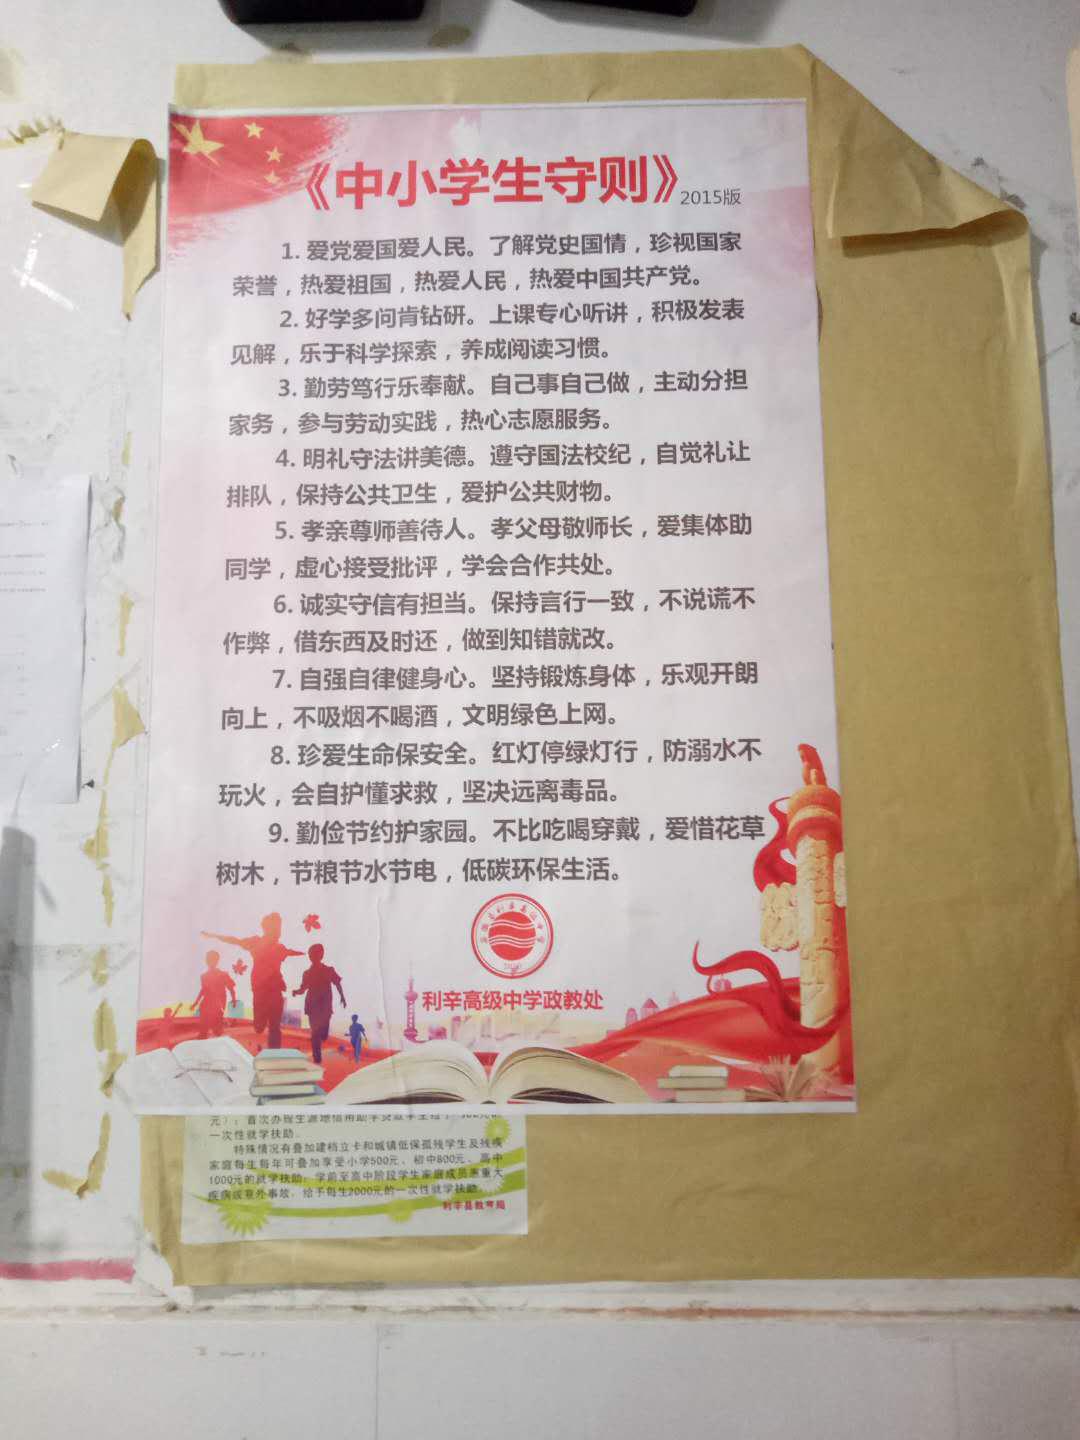 《中小学生守则》2015版
1. 爱党爱国爱人民。了解党史国情，珍视国家
荣誉，热爱祖国，热爱人民，热爱中国共产党。
2. 好学多问肯钻研。上课专心听讲，积极发表
见解，乐于科学探索，养成阅读习惯。
3. 勤劳笃行乐奉献。自己事自己做，主动分担
家务，参与劳动实践，热心志愿服务。
4. 明礼守法讲美德。遵守国法校纪，自觉礼让
排队，保持公共卫生，爱护公共财物。
5. 孝亲尊师善待人。孝父母敬师长，爱集体助
同学，虚心接受批评，学会合作共处。
6. 诚实守信有担当。保持言行一致，不说谎不
作弊，借东西及时还，做到知错就改。
7. 自强自律健身心。坚持锻炼身体，乐观开朗
向上，不吸烟不喝酒，文明绿色上网。
8. 珍爱生命保安全。红灯停绿灯行，防溺水不
玩火，会自护懂求救，坚决远离毒品。
9. 勤俭节约护家园。不比吃喝穿戴，爱惜花草
树木，节粮节水节电，低碳环保生活。
利辛高级中学政教处
一次性就学扶助。
特殊情况有叠加建档立卡和城镇低保孤残学生及残疾
家庭每生每年可叠加享受小学500元、初中800元、高中
1000元的就学扶助；学前至高中阶段学生家庭成员患重大
疾病或意外事故，给予每生2000元的一次性就学扶助。
利辛县教育局